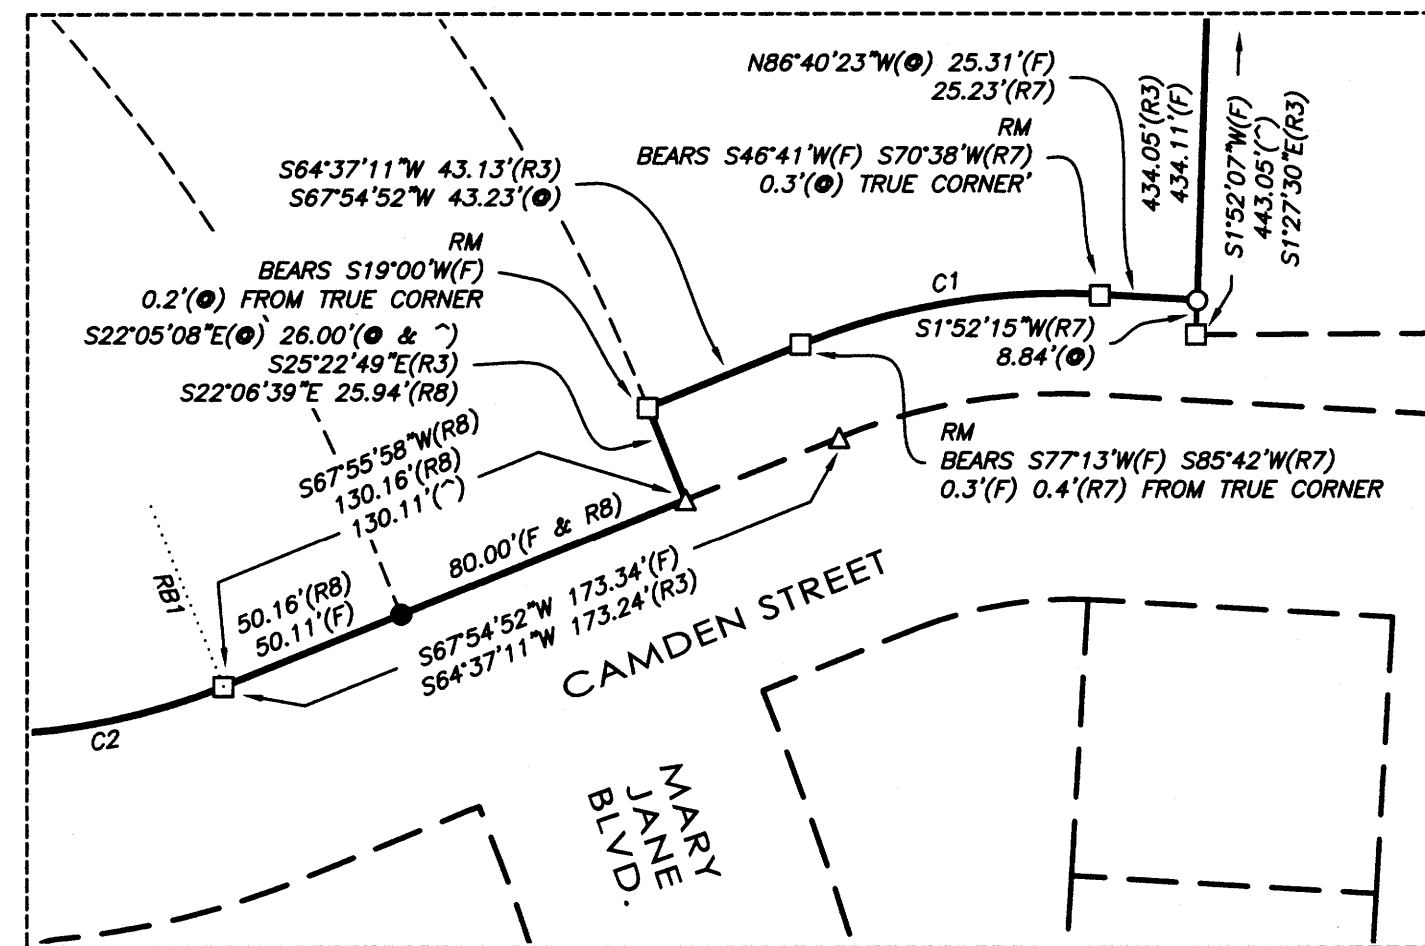 N86°40'23"W(@) 25.31'(F)
25.23'(R7)
RM
BEARS S46°41'W(F) S70°38'W(R7)
0.3'(@) TRUE CORNER'
434.05'(R3)
434.11'(F)
S1°52'07"W(F)
443.05'(^)
S1°27'30"E(R3)
S64°37'11"W 43.13'(R3)
S67°54'52"W 43.23'(@)
RM
BEARS S19°00'W(F)
0.2'(@) FROM TRUE CORNER
S22°05'08"E(@) 26.00'(@ & ^)
S25°22'49"E(R3)
S22°06'39"E 25.94'(R8)
C1
S1°52'15"W(R7)
8.84'(@)
RM
BEARS S77°13'W(F) S85°42'W(R7)
0.3'(F) 0.4'(R7) FROM TRUE CORNER
S67°55'58"W(R8)
130.16'(R8)
130.11'(^)
80.00'(F & R8)
RB1
50.16'(R8)
50.11'(F)
S67°54'52"W 173.34'(F)
S64°37'11"W 173.24'(R3)
CAMDEN STREET
C2
MARY
JANE
BLVD.